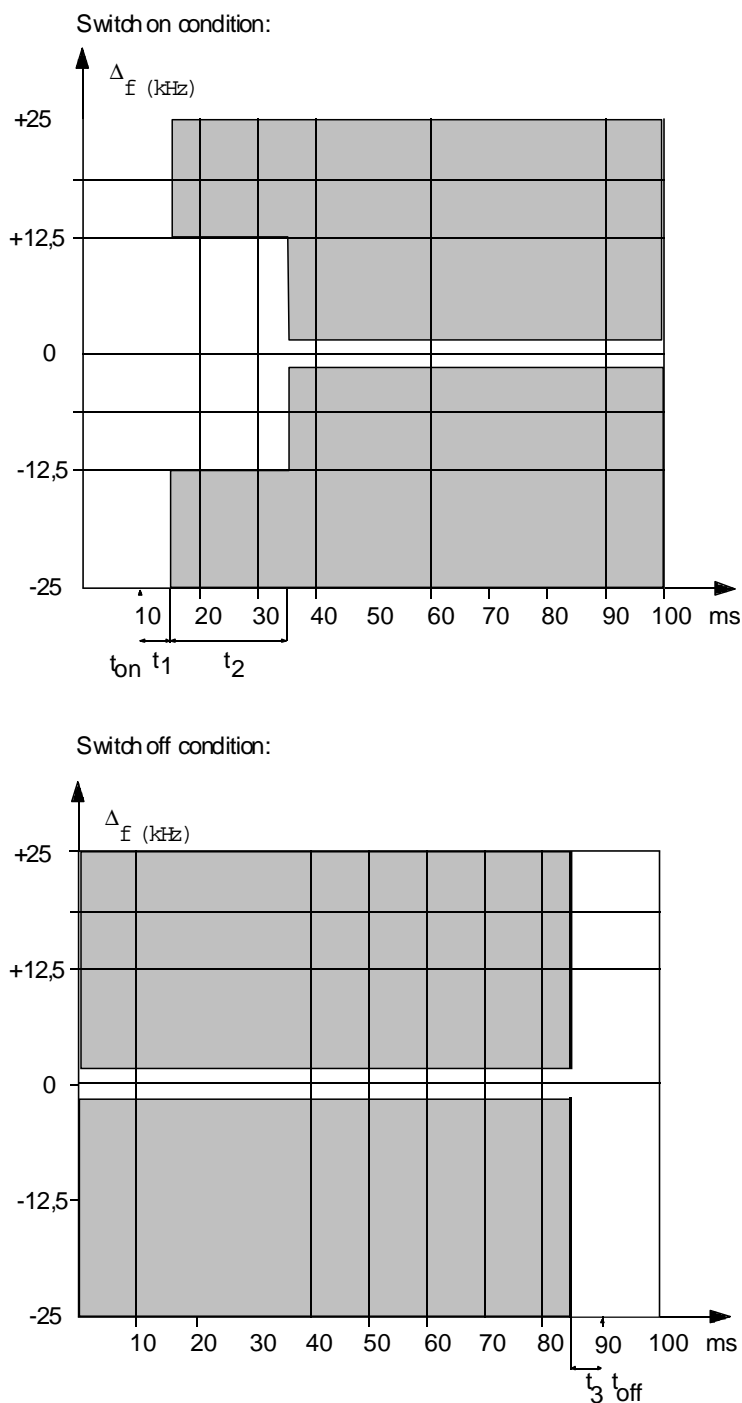 Switch on condition:
Δf (kHz)
+25
+12,5
0
-12,5
-25
10 20 30 40 50 60 70 80 90 100 ms
ton t1 t2
Switch off condition:
Δf (kHz)
+25
+12,5
0
-12,5
-25
10 20 30 40 50 60 70 80 90 100 ms
t3 toff